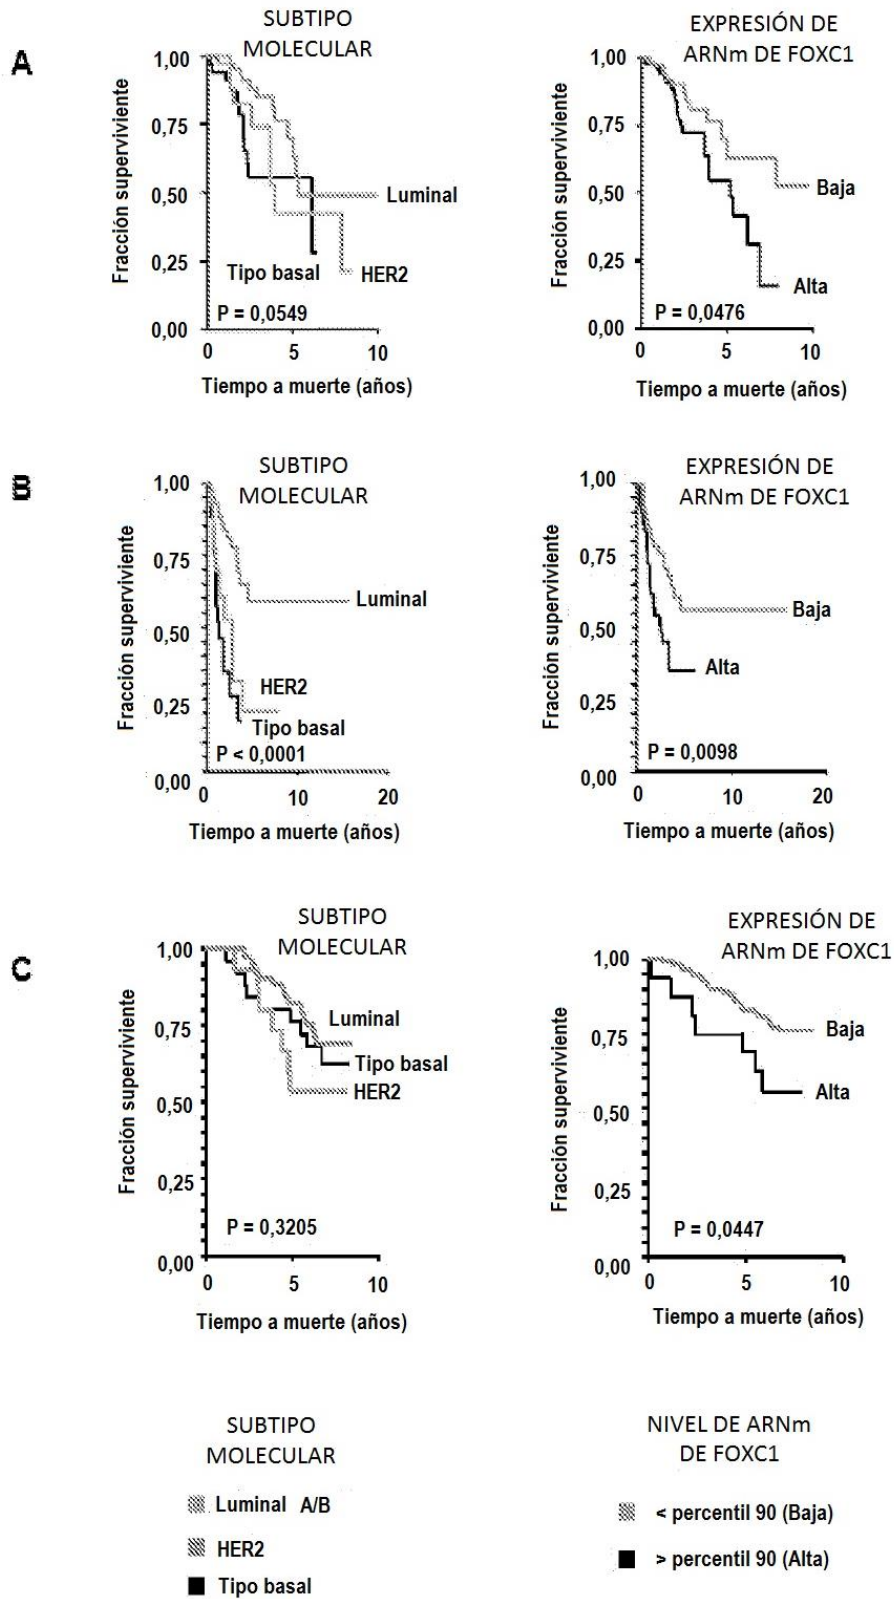 A
SUBTIPO
MOLECULAR
1,00
0,75
0,50
0,25
0,00
Fracción superviviente
Luminal
Tipo basal
HER2
P = 0,0549
0 5 10
Tiempo a muerte (años)
EXPRESIÓN DE
ARNm DE FOXC1
1,00
0,75
0,50
0,25
0,00
Fracción superviviente
Baja
Alta
P = 0,0476
0 5 10
Tiempo a muerte (años)
B
SUBTIPO
MOLECULAR
1,00
0,75
0,50
0,25
0,00
Fracción superviviente
Luminal
HER2
Tipo basal
P < 0,0001
0 10 20
Tiempo a muerte (años)
EXPRESIÓN DE
ARNm DE FOXC1
1,00
0,75
0,50
0,25
0,00
Fracción superviviente
Baja
Alta
P = 0,0098
0 10 20
Tiempo a muerte (años)
C
SUBTIPO
MOLECULAR
1,00
0,75
0,50
0,25
0,00
Fracción superviviente
Luminal
Tipo basal
HER2
P = 0,3205
0 5 10
Tiempo a muerte (años)
EXPRESIÓN DE
ARNm DE FOXC1
1,00
0,75
0,50
0,25
0,00
Fracción superviviente
Baja
Alta
P = 0,0447
0 5 10
Tiempo a muerte (años)
SUBTIPO
MOLECULAR
Luminal A/B
HER2
Tipo basal
NIVEL DE ARNm
DE FOXC1
< percentil 90 (Baja)
> percentil 90 (Alta)